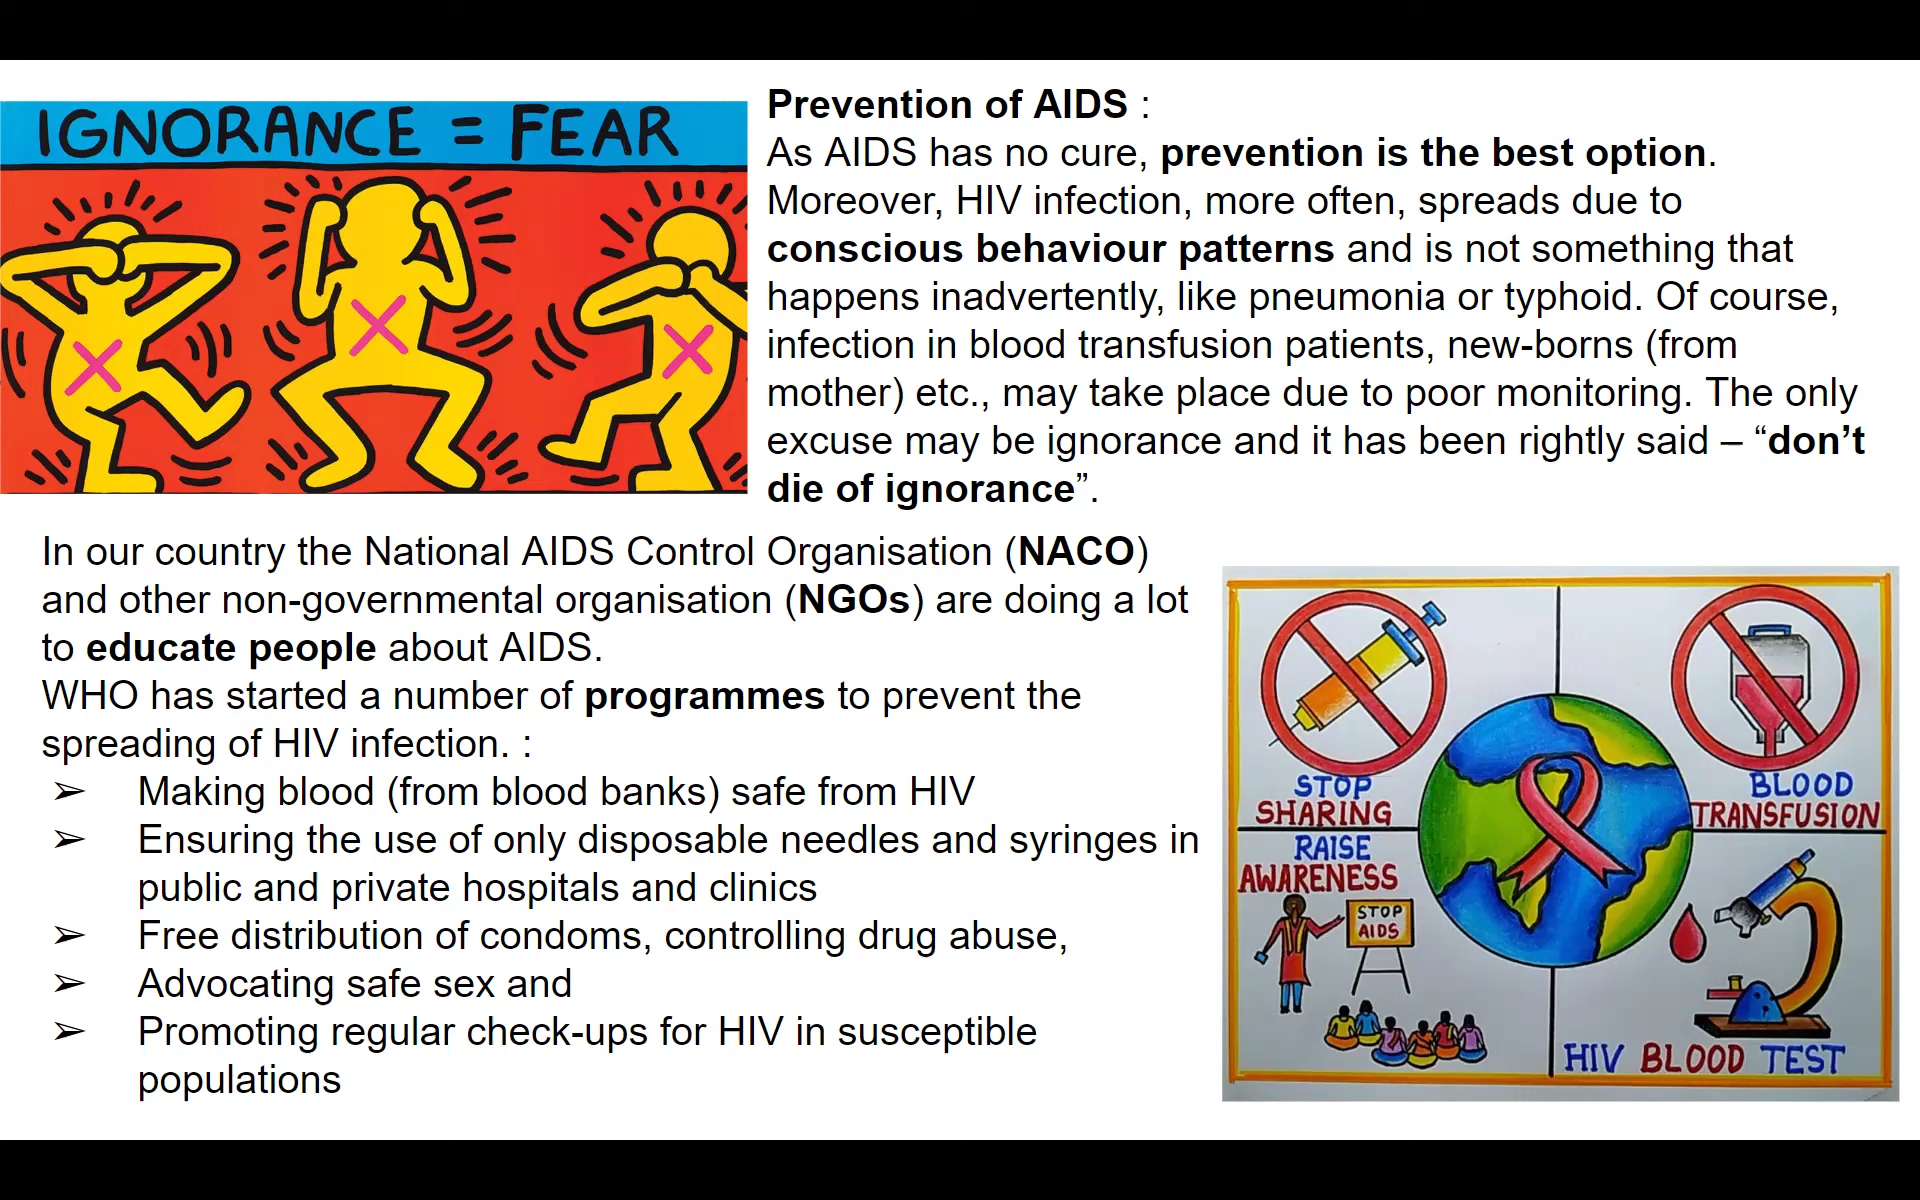 IGNORANCE = FEAR
Prevention of AIDS :
As AIDS has no cure, prevention is the best option.
Moreover, HIV infection, more often, spreads due to
conscious behaviour patterns and is not something that
happens inadvertently, like pneumonia or typhoid. Of course,
infection in blood transfusion patients, new-borns (from
mother) etc., may take place due to poor monitoring. The only
excuse may be ignorance and it has been rightly said – “don’t
die of ignorance”.
In our country the National AIDS Control Organisation (NACO)
and other non-governmental organisation (NGOs) are doing a lot
to educate people about AIDS.
WHO has started a number of programmes to prevent the
spreading of HIV infection. :
➢ Making blood (from blood banks) safe from HIV
➢ Ensuring the use of only disposable needles and syringes in
public and private hospitals and clinics
➢ Free distribution of condoms, controlling drug abuse,
➢ Advocating safe sex and
➢ Promoting regular check-ups for HIV in susceptible
populations
STOP
SHARING
BLOOD
TRANSFUSION
RAISE
AWARENESS
STOP
AIDS
HIV BLOOD TEST